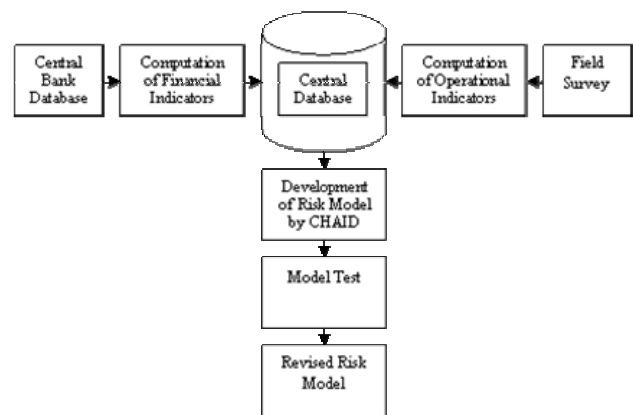 Central
Bank
Database
Computation
of Financial
Indicators
Central
Database
Computation
of Operational
Indicators
Field
Survey
Development
of Risk Model
by CHAID
Model Test
Revised Risk
Model